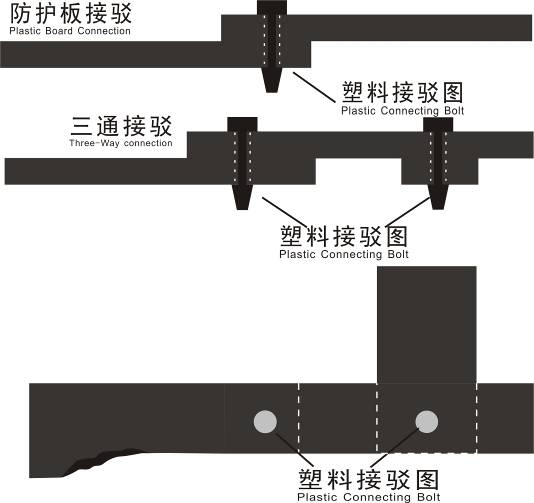 防护板接驳
Plastic Board Connection
塑料接驳图
Plastic Connecting Bolt
三通接驳
Three-Way connection
塑料接驳图
Plastic Connecting Bolt
塑料接驳图
Plastic Connecting Bolt